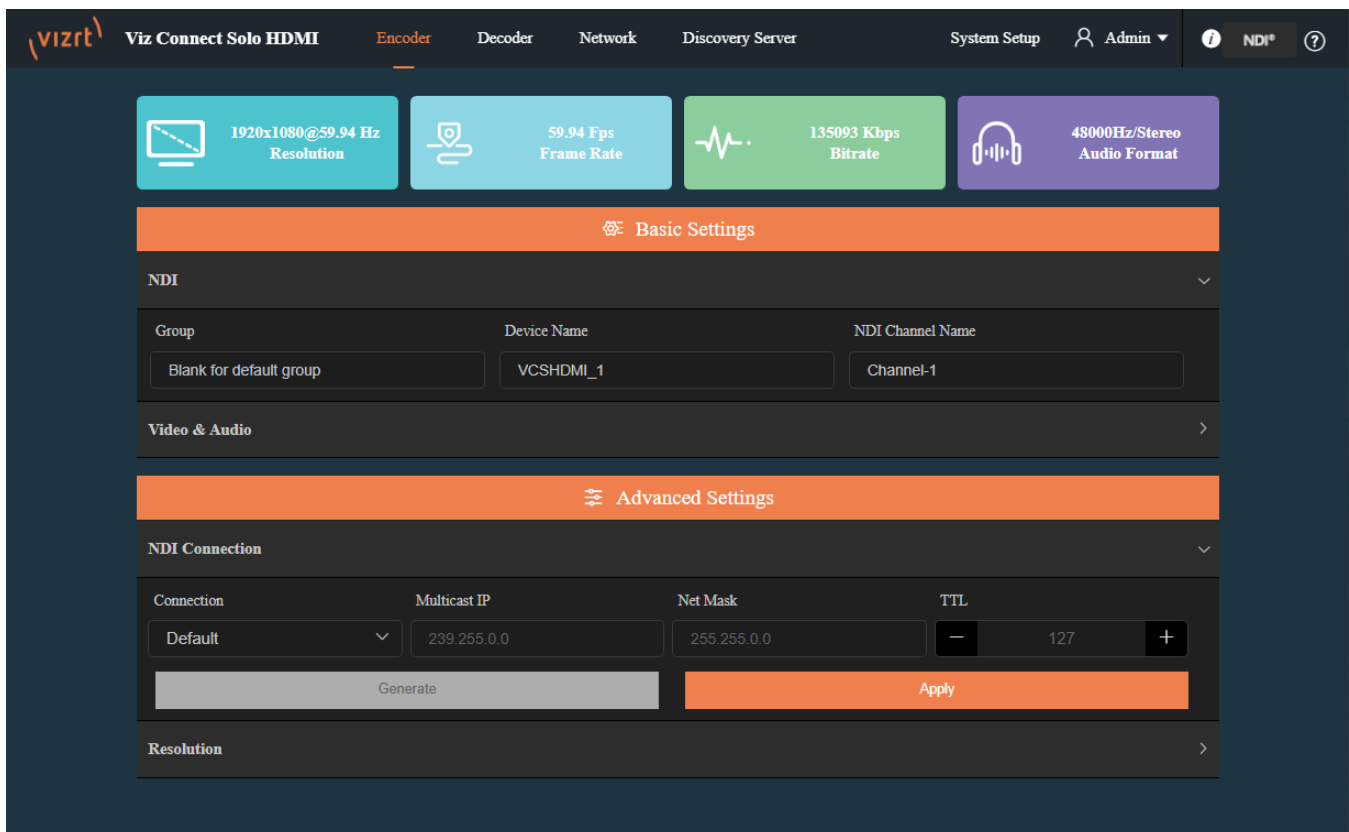 vizrt Viz Connect Solo HDMI Encoder Decoder Network Discovery Server System Setup Admin i NDI® ?
1920x1080@59.94 Hz
Resolution
59.94 Fps
Frame Rate
135093 Kbps
Bitrate
48000Hz/Stereo
Audio Format
Basic Settings
NDI
Group Device Name NDI Channel Name
Blank for default group VCSHDMI_1 Channel-1
Video & Audio
Advanced Settings
NDI Connection
Connection Multicast IP Net Mask TTL
Default 239.255.0.0 255.255.0.0 − 127 +
Generate Apply
Resolution